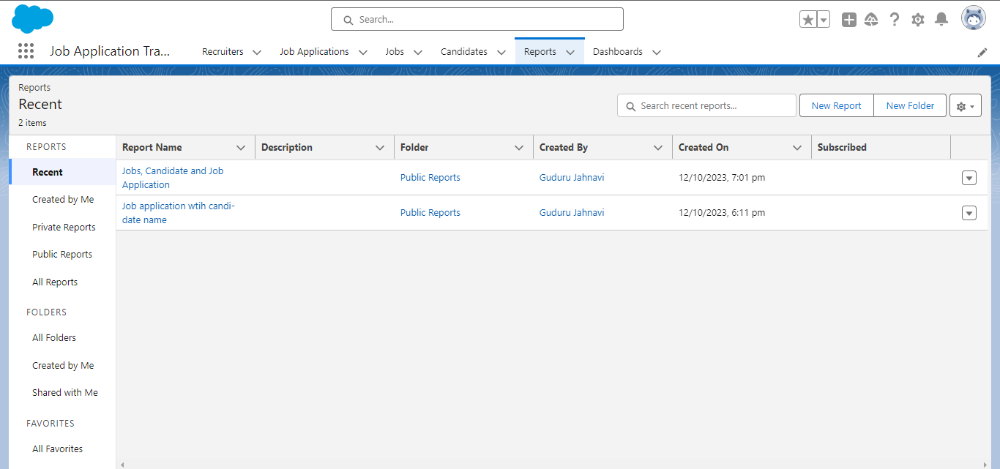 Search...
Job Application Tra...
Recruiters
Job Applications
Jobs
Candidates
Reports
Dashboards
Reports
Recent
2 items
Search recent reports...
New Report
New Folder
REPORTS
Recent
Created by Me
Private Reports
Public Reports
All Reports
FOLDERS
All Folders
Created by Me
Shared with Me
FAVORITES
All Favorites
Report Name
Description
Folder
Created By
Created On
Subscribed
Jobs, Candidate and Job
Application
Public Reports
Guduru Jahnavi
12/10/2023, 7:01 pm
Job application wtih candi-
date name
Public Reports
Guduru Jahnavi
12/10/2023, 6:11 pm